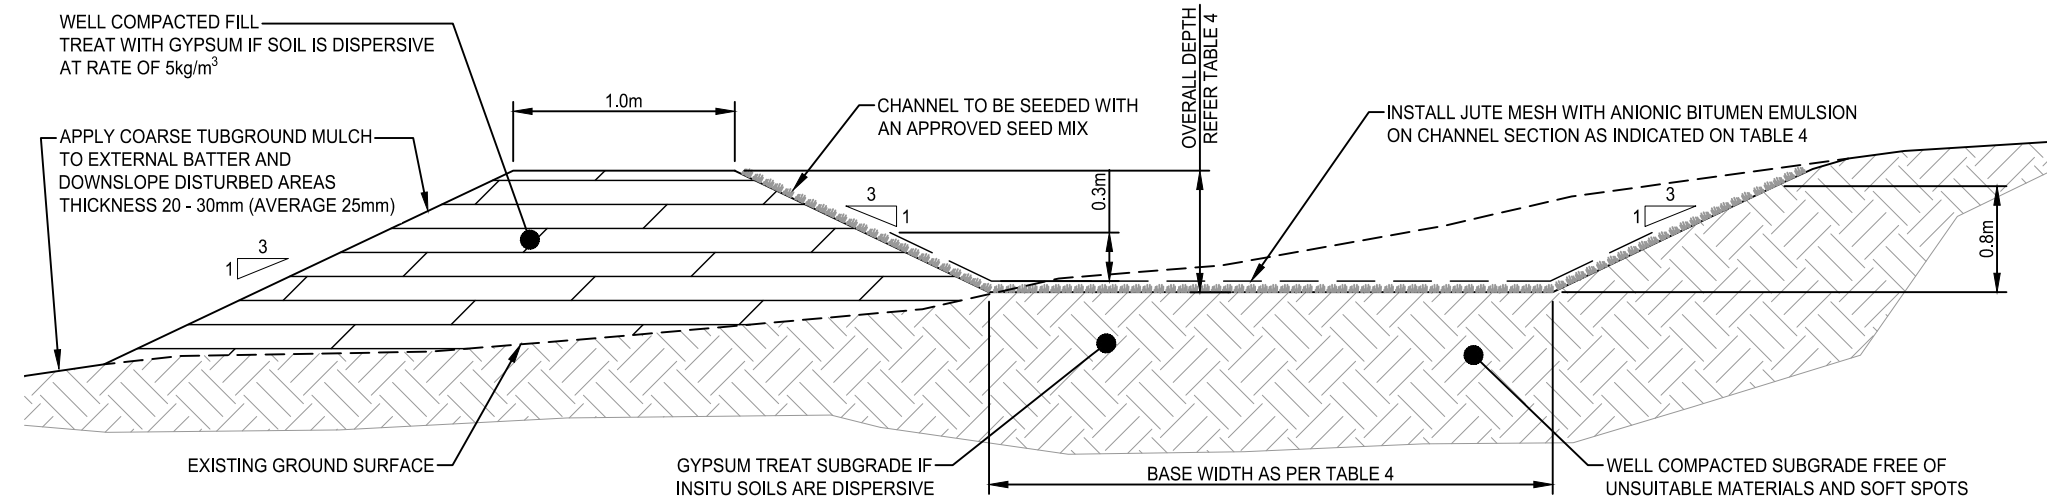 WELL COMPACTED FILL
TREAT WITH GYPSUM IF SOIL IS DISPERSIVE
AT RATE OF 5kg/m³
1.0m
OVERALL DEPTH
REFER TABLE 4
CHANNEL TO BE SEEDED WITH
AN APPROVED SEED MIX
INSTALL JUTE MESH WITH ANIONIC BITUMEN EMULSION
ON CHANNEL SECTION AS INDICATED ON TABLE 4
APPLY COARSE TUBGROUND MULCH
TO EXTERNAL BATTER AND
DOWNSLOPE DISTURBED AREAS
THICKNESS 20 - 30mm (AVERAGE 25mm)
3
1
0.3m
3
1
0.8m
3
1
EXISTING GROUND SURFACE
GYPSUM TREAT SUBGRADE IF
INSITU SOILS ARE DISPERSIVE
BASE WIDTH AS PER TABLE 4
WELL COMPACTED SUBGRADE FREE OF
UNSUITABLE MATERIALS AND SOFT SPOTS